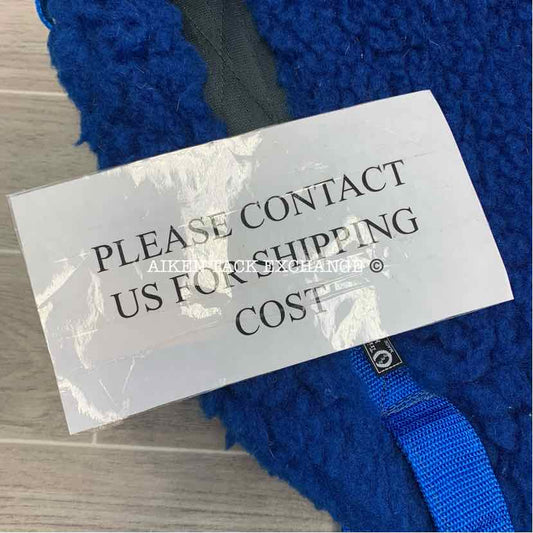 PLEASE CONTACT
US FOR SHIPPING
AIKEN TACK EXCHANGE ©
COST